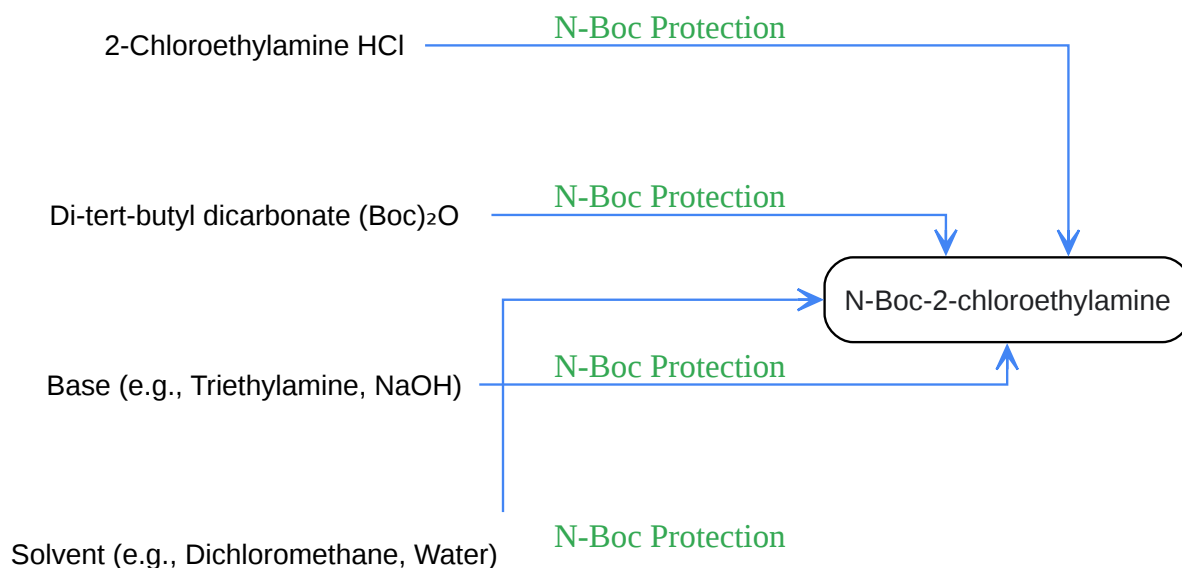 N-Boc Protection
2-Chloroethylamine HCl
N-Boc Protection
Di-tert-butyl dicarbonate (Boc)₂O
N-Boc-2-chloroethylamine
N-Boc Protection
Base (e.g., Triethylamine, NaOH)
N-Boc Protection
Solvent (e.g., Dichloromethane, Water)